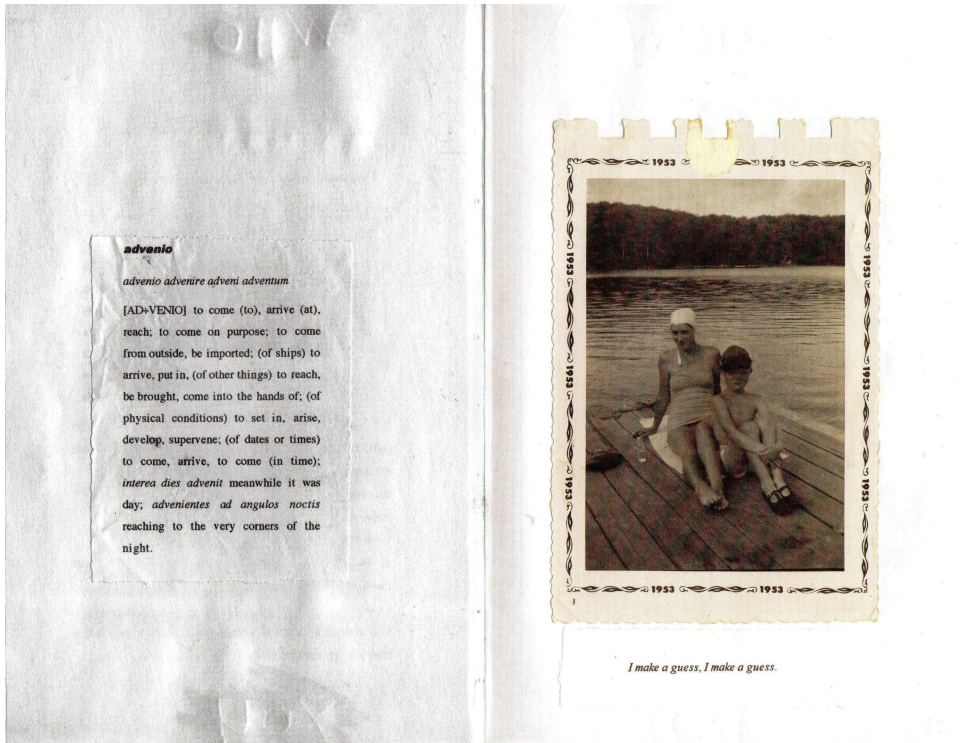 advenio
advenio advenire adveni adventum
[AD+VENIO] to come (to), arrive (at),
reach; to come on purpose; to come
from outside, be imported; (of ships) to
arrive, put in, (of other things) to reach,
be brought, come into the hands of; (of
physical conditions) to set in, arise,
develop, supervene; (of dates or times)
to come, arrive, to come (in time);
interea dies advenit meanwhile it was
day; advenientes ad angulos noctis
reaching to the very corners of the
night.
1953 1953
1953
1953
1953
1953
1953
1953
1953 1953
I make a guess, I make a guess.